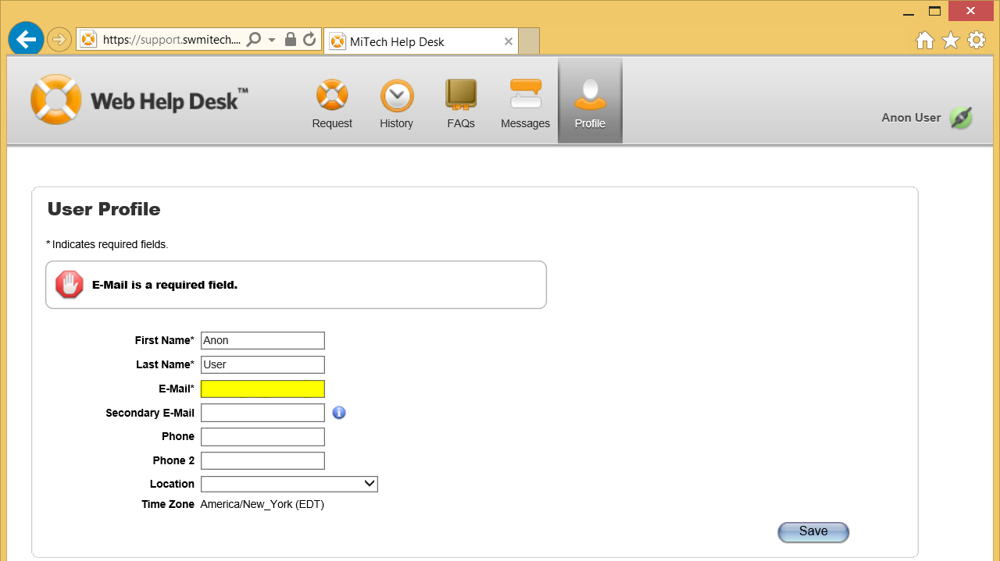 https://support.swmitech....
MiTech Help Desk
Web Help Desk™
Request
History
FAQs
Messages
Profile
Anon User
User Profile
* Indicates required fields.
E-Mail is a required field.
First Name* Anon
Last Name* User
E-Mail*
Secondary E-Mail
Phone
Phone 2
Location
Time Zone America/New_York (EDT)
Save